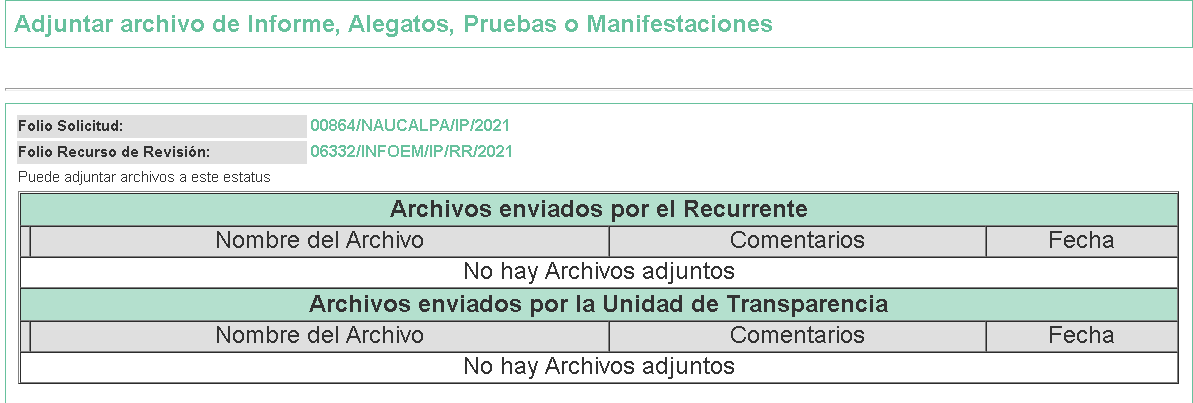 Adjuntar archivo de Informe, Alegatos, Pruebas o Manifestaciones
Folio Solicitud: 00864/NAUCALPA/IP/2021
Folio Recurso de Revisión: 06332/INFOEM/IP/RR/2021
Puede adjuntar archivos a este estatus
Archivos enviados por el Recurrente
Nombre del Archivo Comentarios Fecha
No hay Archivos adjuntos
Archivos enviados por la Unidad de Transparencia
Nombre del Archivo Comentarios Fecha
No hay Archivos adjuntos